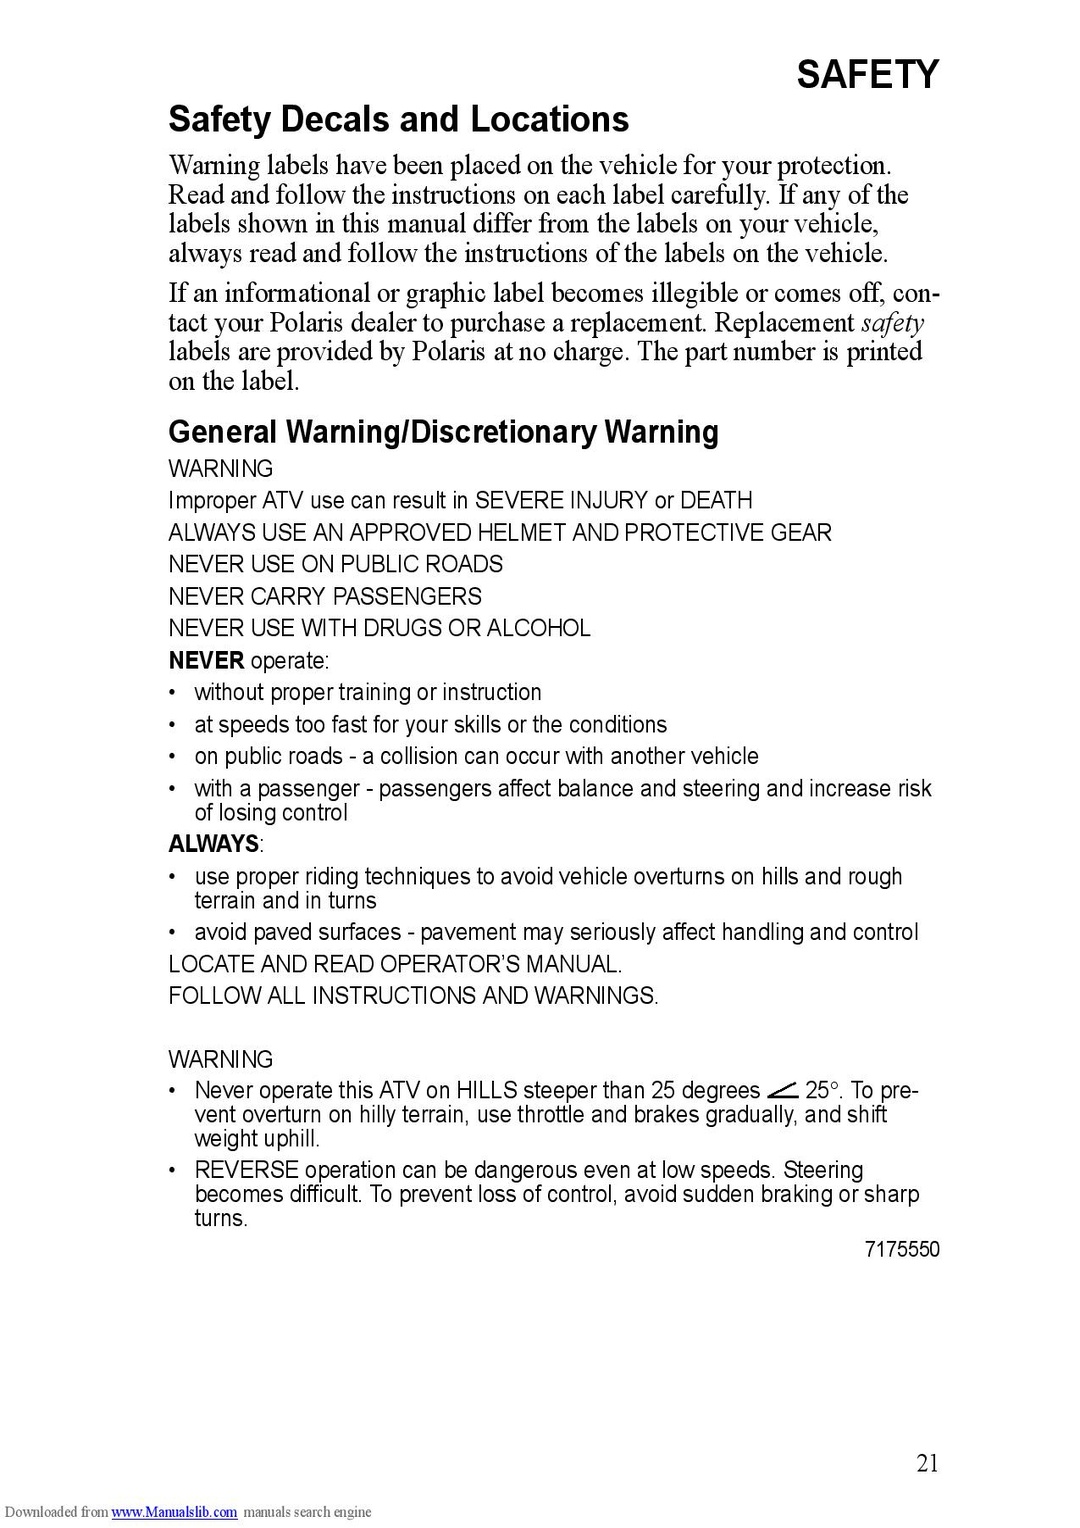 SAFETY
Safety Decals and Locations
Warning labels have been placed on the vehicle for your protection.
Read and follow the instructions on each label carefully. If any of the
labels shown in this manual differ from the labels on your vehicle,
always read and follow the instructions of the labels on the vehicle.
If an informational or graphic label becomes illegible or comes off, con-
tact your Polaris dealer to purchase a replacement. Replacement safety
labels are provided by Polaris at no charge. The part number is printed
on the label.
General Warning/Discretionary Warning
WARNING
Improper ATV use can result in SEVERE INJURY or DEATH
ALWAYS USE AN APPROVED HELMET AND PROTECTIVE GEAR
NEVER USE ON PUBLIC ROADS
NEVER CARRY PASSENGERS
NEVER USE WITH DRUGS OR ALCOHOL
NEVER operate:
• without proper training or instruction
• at speeds too fast for your skills or the conditions
• on public roads - a collision can occur with another vehicle
• with a passenger - passengers affect balance and steering and increase risk
of losing control
ALWAYS:
• use proper riding techniques to avoid vehicle overturns on hills and rough
terrain and in turns
• avoid paved surfaces - pavement may seriously affect handling and control
LOCATE AND READ OPERATOR’S MANUAL.
FOLLOW ALL INSTRUCTIONS AND WARNINGS.
WARNING
• Never operate this ATV on HILLS steeper than 25 degrees ∠ 25°. To pre-
vent overturn on hilly terrain, use throttle and brakes gradually, and shift
weight uphill.
• REVERSE operation can be dangerous even at low speeds. Steering
becomes difficult. To prevent loss of control, avoid sudden braking or sharp
turns.
7175550
21
Downloaded from www.Manualslib.com manuals search engine